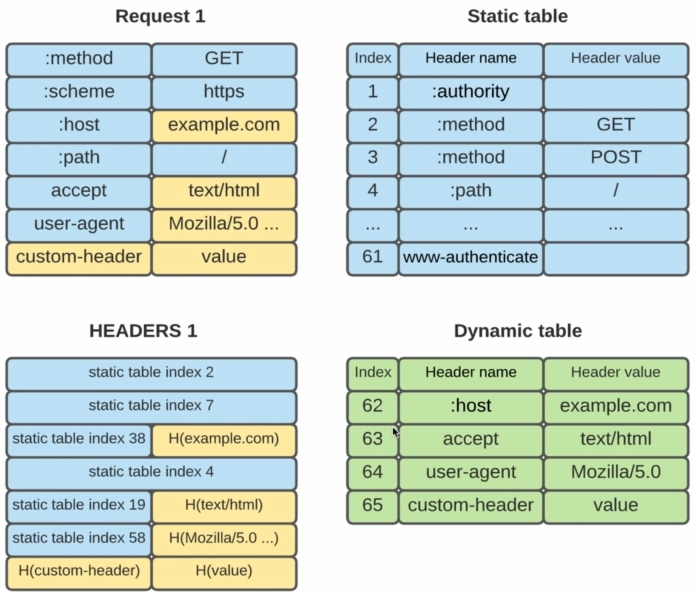 Request 1
:method GET
:scheme https
:host example.com
:path /
accept text/html
user-agent Mozilla/5.0 ...
custom-header value
Static table
Index Header name Header value
1 :authority
2 :method GET
3 :method POST
4 :path /
... ... ...
61 www-authenticate
HEADERS 1
static table index 2
static table index 7
static table index 38 H(example.com)
static table index 4
static table index 19 H(text/html)
static table index 58 H(Mozilla/5.0 ...)
H(custom-header) H(value)
Dynamic table
Index Header name Header value
62 :host example.com
63 accept text/html
64 user-agent Mozilla/5.0
65 custom-header value